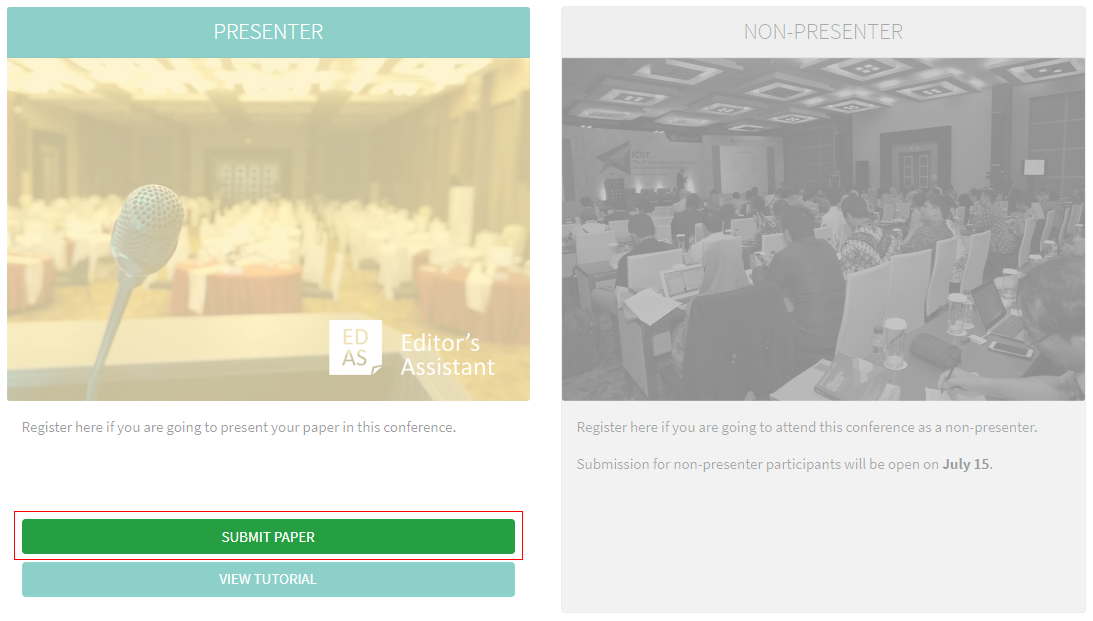 PRESENTER
ED
AS
Editor's
Assistant
Register here if you are going to present your paper in this conference.
SUBMIT PAPER
VIEW TUTORIAL
NON-PRESENTER
ICST
Register here if you are going to attend this conference as a non-presenter.
Submission for non-presenter participants will be open on July 15.